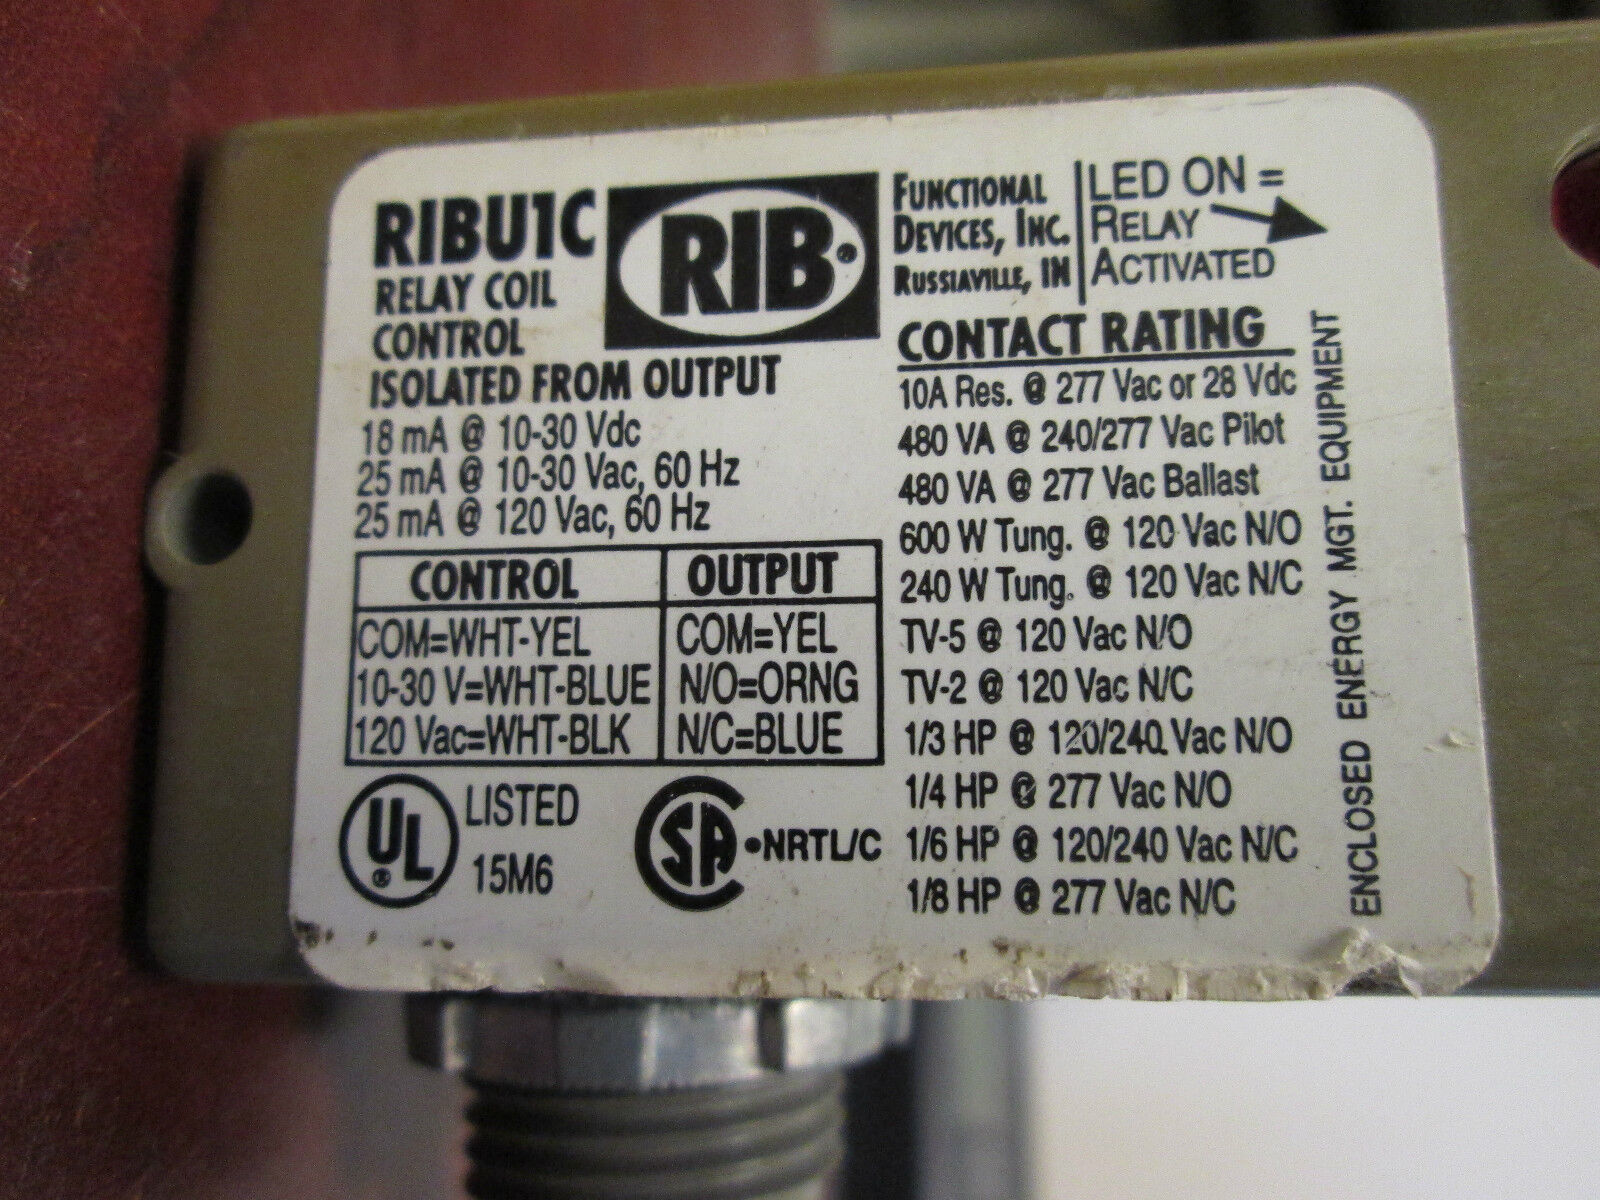 RIBU1C
RELAY COIL
CONTROL
ISOLATED FROM OUTPUT
18 mA @ 10-30 Vdc
25 mA @ 10-30 Vac, 60 Hz
25 mA @ 120 Vac, 60 Hz
RIB®
FUNCTIONAL
DEVICES, INC.
RUSSIAVILLE, IN
LED ON =
RELAY
ACTIVATED
CONTROL OUTPUT
COM=WHT-YEL COM=YEL
10-30 V=WHT-BLUE N/O=ORNG
120 Vac=WHT-BLK N/C=BLUE
UL ® LISTED
15M6
SA •NRTL/C
CONTACT RATING
10A Res. @ 277 Vac or 28 Vdc
480 VA @ 240/277 Vac Pilot
480 VA @ 277 Vac Ballast
600 W Tung. @ 120 Vac N/O
240 W Tung. @ 120 Vac N/C
TV-5 @ 120 Vac N/O
TV-2 @ 120 Vac N/C
1/3 HP @ 120/240 Vac N/O
1/4 HP @ 277 Vac N/O
1/6 HP @ 120/240 Vac N/C
1/8 HP @ 277 Vac N/C
ENCLOSED ENERGY MGT. EQUIPMENT